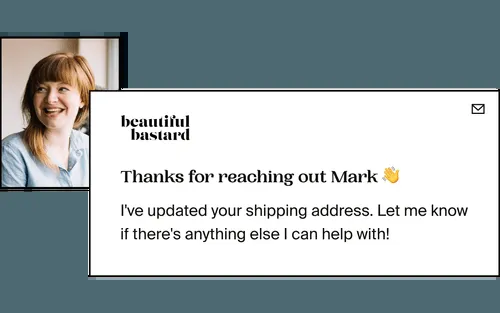 beautiful
bastard
Thanks for reaching out Mark 👋
I've updated your shipping address. Let me know
if there's anything else I can help with!